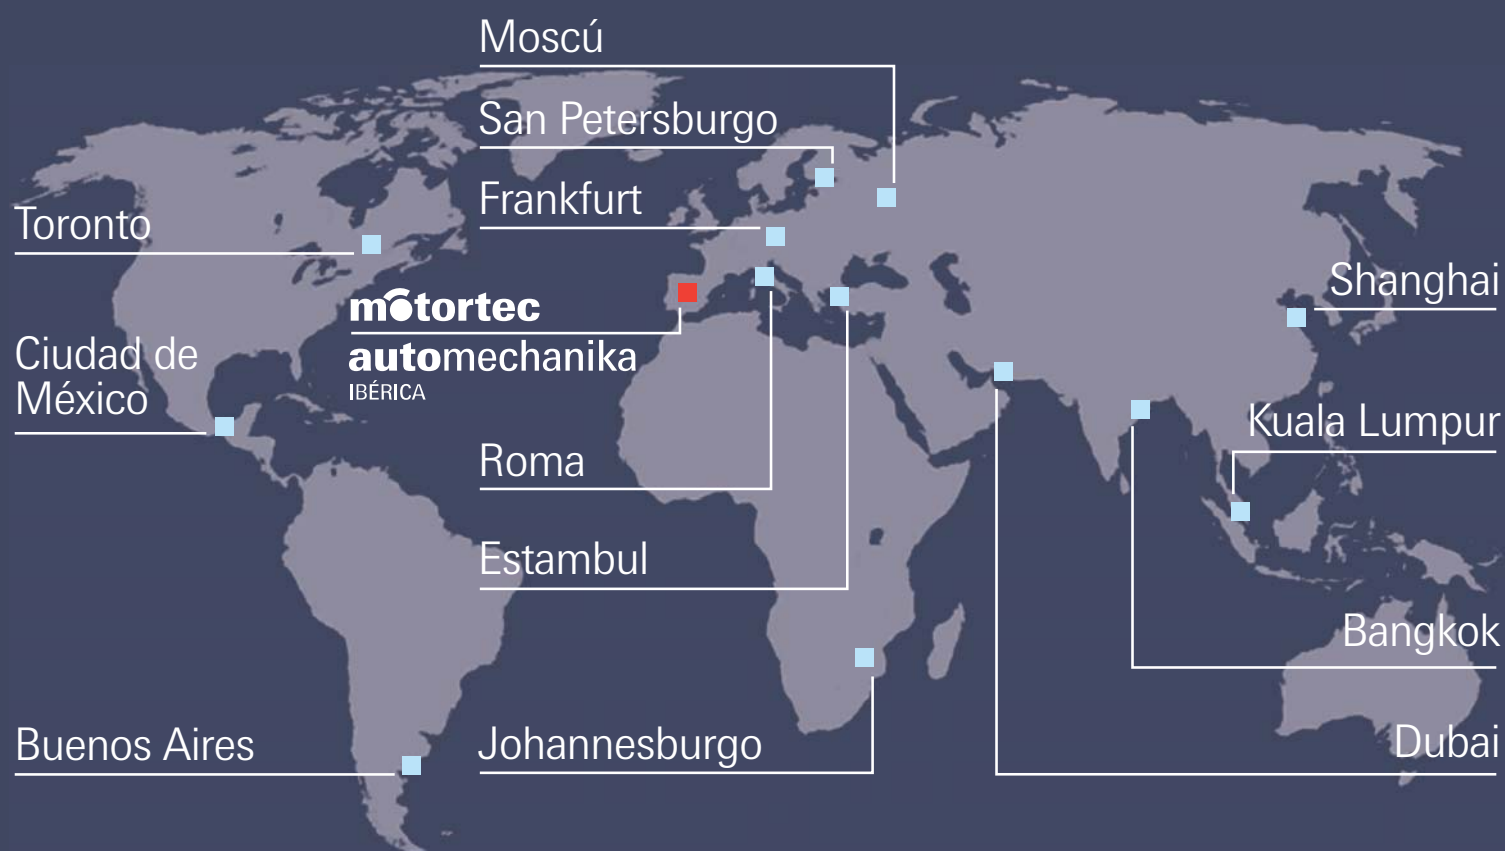 Moscú
San Petersburgo
Frankfurt
Toronto
Shanghai
mótortec
automechanika
IBÉRICA
Ciudad de
México
Kuala Lumpur
Roma
Estambul
Bangkok
Buenos Aires
Johannesburgo
Dubai